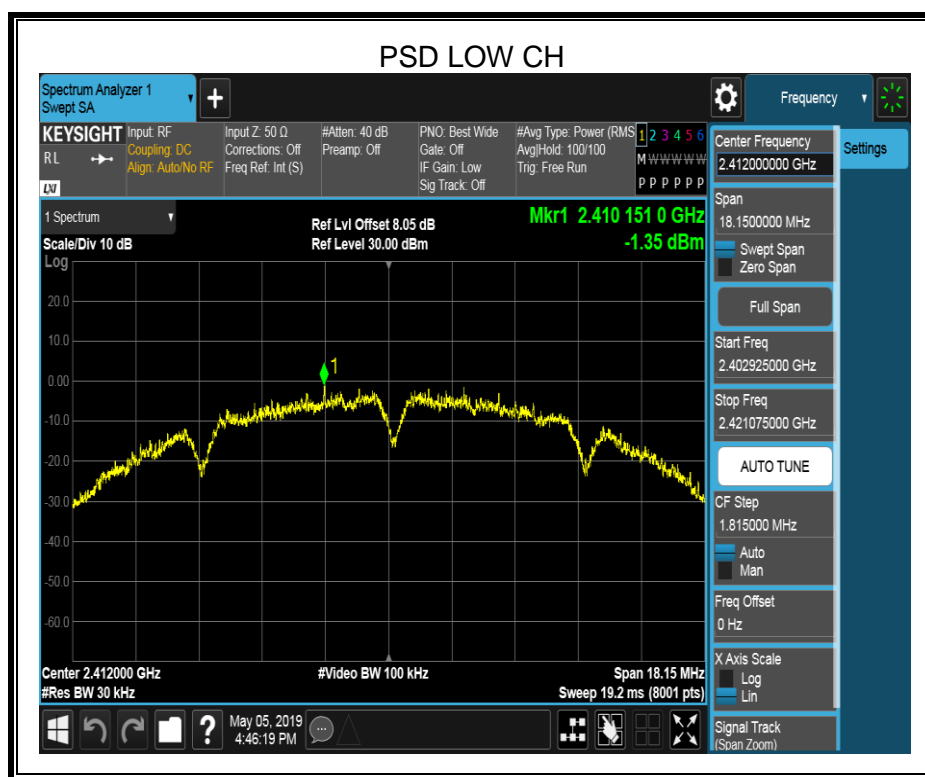 PSD LOW CH
Spectrum Analyzer 1
Swept SA
Frequency
KEYSIGHT
RL
LXI
Input: RF
Coupling: DC
Align: Auto/No RF
Input Z: 50 Ω
Corrections: Off
Freq Ref: Int (S)
#Atten: 40 dB
Preamp: Off
PNO: Best Wide
Gate: Off
IF Gain: Low
Sig Track: Off
#Avg Type: Power (RMS
Avg|Hold: 100/100
Trig: Free Run
1 2 3 4 5 6
M W W W W W
P P P P P P
1 Spectrum
Scale/Div 10 dB
Log
Ref Lvl Offset 8.05 dB
Ref Level 30.00 dBm
Mkr1 2.410 151 0 GHz
-1.35 dBm
20.0
10.0
0.00
-10.0
-20.0
-30.0
-40.0
-50.0
-60.0
1
Center 2.412000 GHz
#Res BW 30 kHz
#Video BW 100 kHz
Span 18.15 MHz
Sweep 19.2 ms (8001 pts)
?
May 05, 2019
4:46:19 PM
Center Frequency
2.412000000 GHz
Span
18.1500000 MHz
Swept Span
Zero Span
Full Span
Start Freq
2.402925000 GHz
Stop Freq
2.421075000 GHz
AUTO TUNE
CF Step
1.815000 MHz
Auto
Man
Freq Offset
0 Hz
X Axis Scale
Log
Lin
Signal Track
(Span Zoom)
Settings